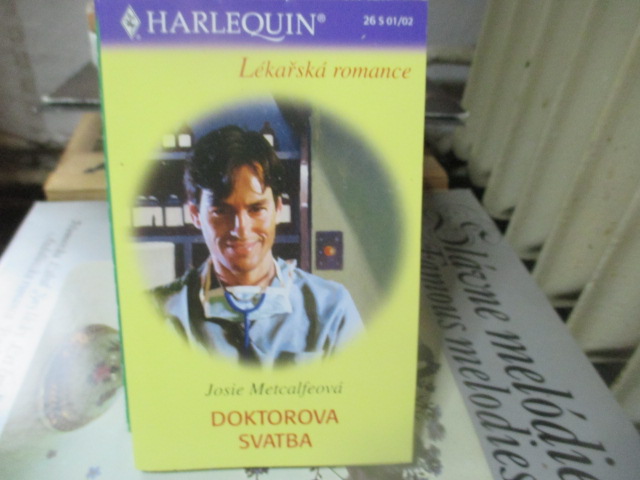 HARLEQUIN®
26 S 01/02
Lékařská romance
Josie Metcalfeová
DOKTOROVA
SVATBA
Slávne melódie
Famous melodies